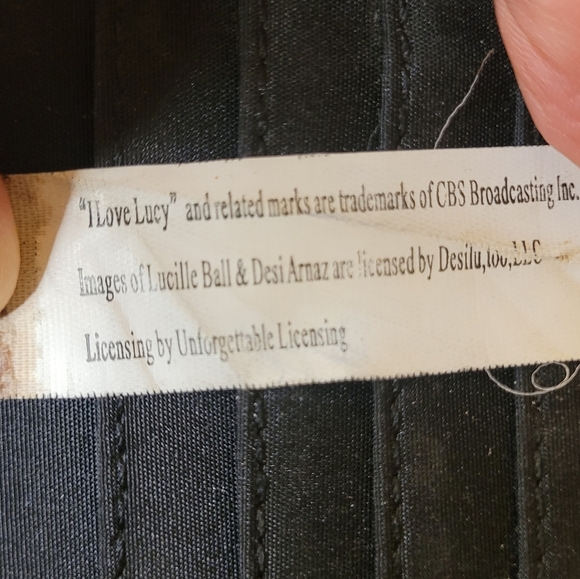 "I Love Lucy" and related marks are trademarks of CBS Broadcasting Inc.
Images of Lucille Ball & Desi Arnaz are licensed by Desilu, too, LLC
Licensing by Unforgettable Licensing